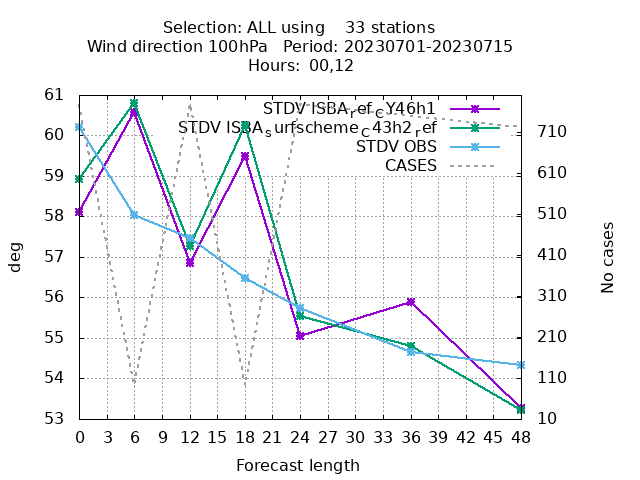 Selection: ALL using    33 stations
Wind direction 100hPa   Period: 20230701-20230715
Hours: 00,12
STDV ISBA_ref_CY46h1
STDV ISBA_surfscheme_C43h2_ref
STDV OBS
CASES
61
60
59
58
57
56
55
54
53
710
610
510
410
310
210
110
10
deg
No cases
0 3 6 9 12 15 18 21 24 27 30 33 36 39 42 45 48
Forecast length